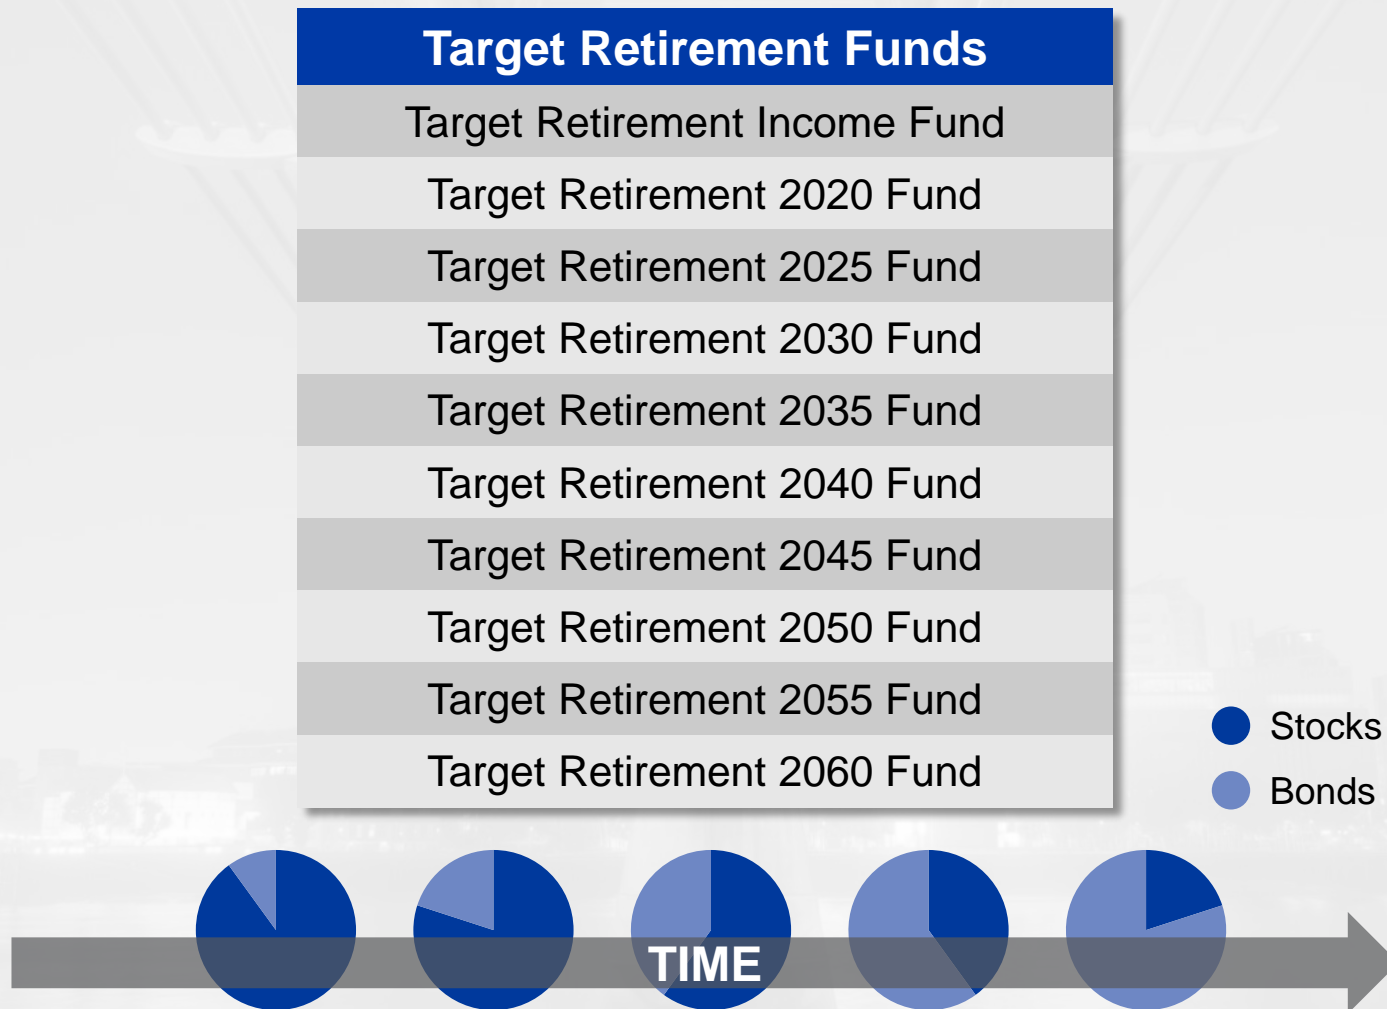 Target Retirement Funds
Target Retirement Income Fund
Target Retirement 2020 Fund
Target Retirement 2025 Fund
Target Retirement 2030 Fund
Target Retirement 2035 Fund
Target Retirement 2040 Fund
Target Retirement 2045 Fund
Target Retirement 2050 Fund
Target Retirement 2055 Fund
Target Retirement 2060 Fund
Stocks
Bonds
TIME